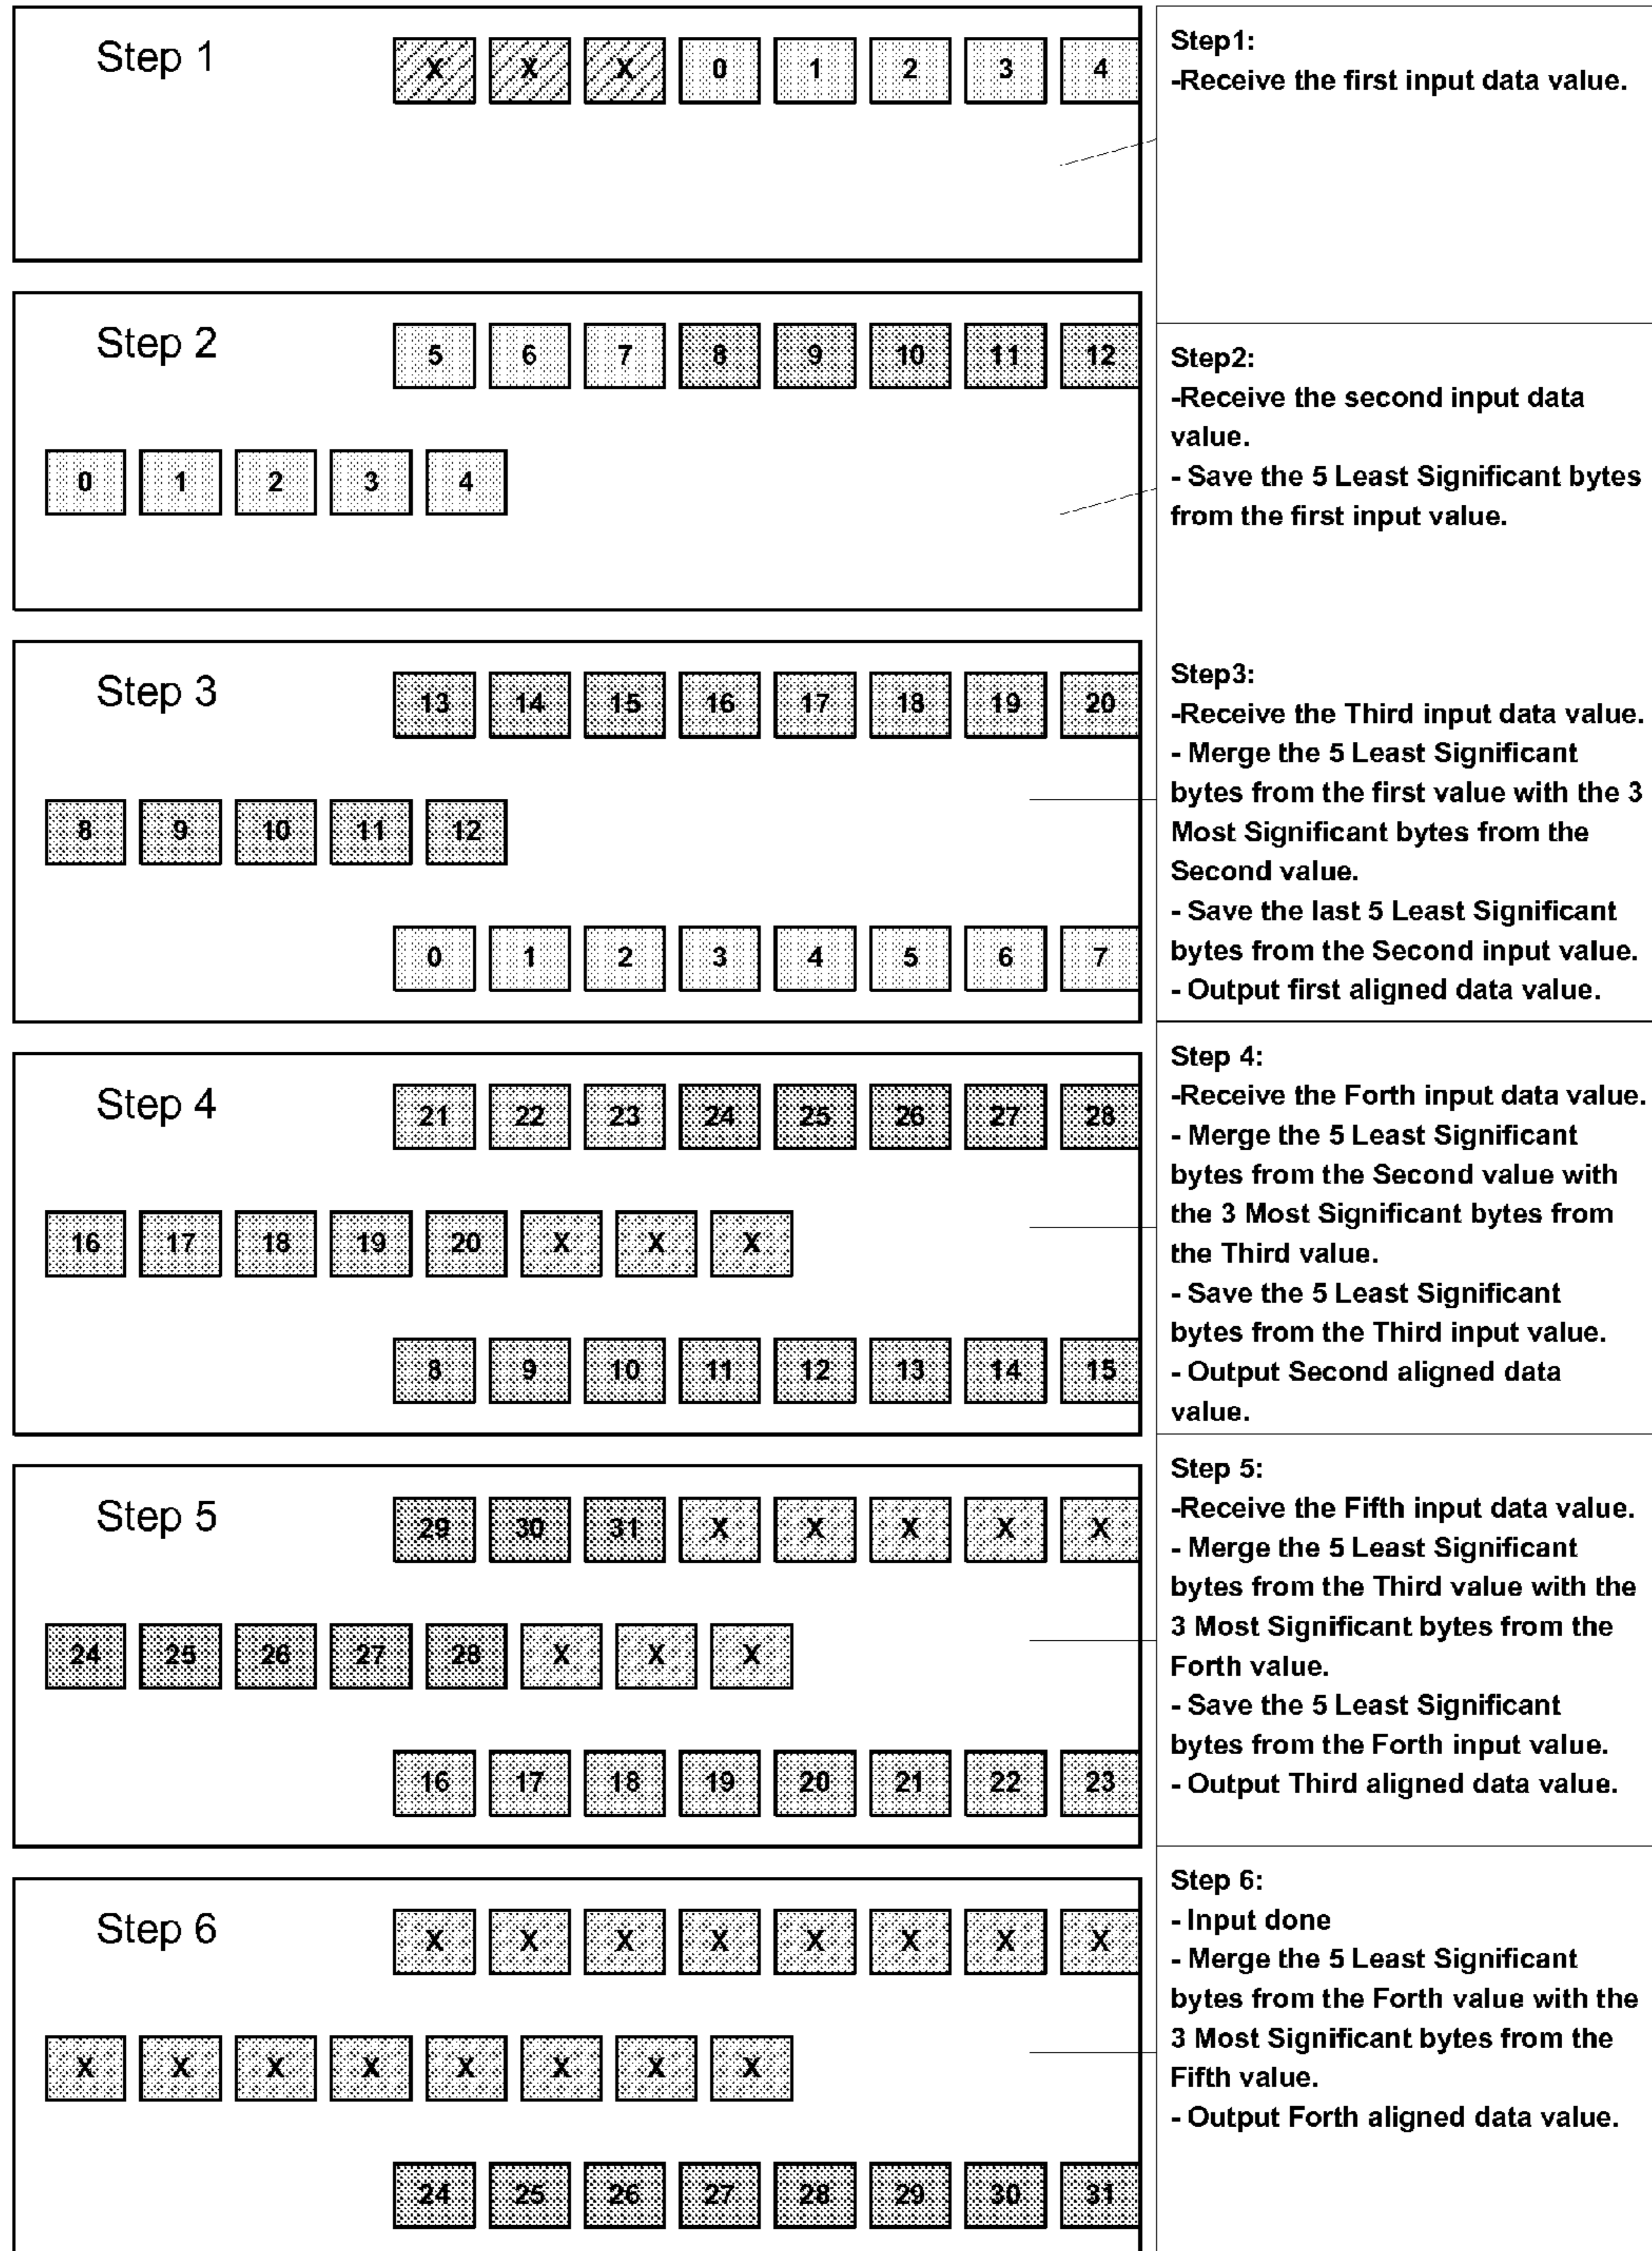 Step 1
X X X 0 1 2 3 4
Step1:
-Receive the first input data value.
Step 2
5 6 7 8 9 10 11 12
0 1 2 3 4
Step2:
-Receive the second input data
value.
- Save the 5 Least Significant bytes
from the first input value.
Step 3
13 14 15 16 17 18 19 20
8 9 10 11 12
0 1 2 3 4 5 6 7
Step3:
-Receive the Third input data value.
- Merge the 5 Least Significant
bytes from the first value with the 3
Most Significant bytes from the
Second value.
- Save the last 5 Least Significant
bytes from the Second input value.
- Output first aligned data value.
Step 4
21 22 23 24 25 26 27 28
16 17 18 19 20 X X X
8 9 10 11 12 13 14 15
Step 4:
-Receive the Forth input data value.
- Merge the 5 Least Significant
bytes from the Second value with
the 3 Most Significant bytes from
the Third value.
- Save the 5 Least Significant
bytes from the Third input value.
- Output Second aligned data
value.
Step 5
29 30 31 X X X X X
24 25 26 27 28 X X X
16 17 18 19 20 21 22 23
Step 5:
-Receive the Fifth input data value.
- Merge the 5 Least Significant
bytes from the Third value with the
3 Most Significant bytes from the
Forth value.
- Save the 5 Least Significant
bytes from the Forth input value.
- Output Third aligned data value.
Step 6
X X X X X X X X
X X X X X X X X
24 25 26 27 28 29 30 31
Step 6:
- Input done
- Merge the 5 Least Significant
bytes from the Forth value with the
3 Most Significant bytes from the
Fifth value.
- Output Forth aligned data value.